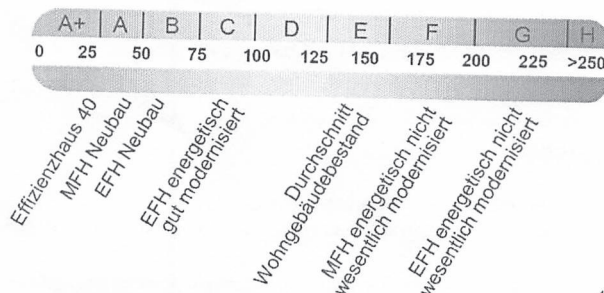 A+ A B C D E F G H
0 25 50 75 100 125 150 175 200 225 >250
Effizienzhaus 40
MFH Neubau
EFH Neubau
EFH energetisch
gut modernisiert
Durchschnitt
Wohngebäudebestand
MFH energetisch nicht
wesentlich modernisiert
EFH energetisch nicht
wesentlich modernisiert